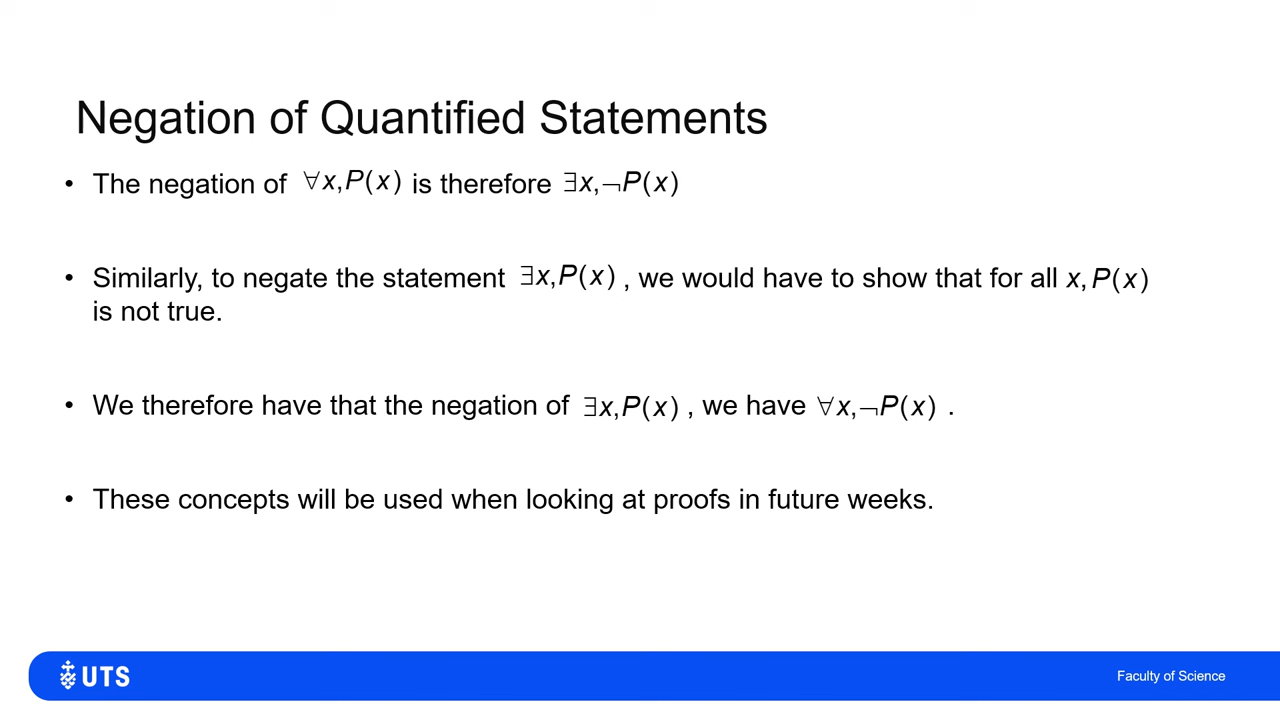 Negation of Quantified Statements
• The negation of ∀x,P(x) is therefore ∃x,¬P(x)
• Similarly, to negate the statement ∃x,P(x) , we would have to show that for all x,P(x)
is not true.
• We therefore have that the negation of ∃x,P(x) , we have ∀x,¬P(x) .
• These concepts will be used when looking at proofs in future weeks.
UTS
Faculty of Science